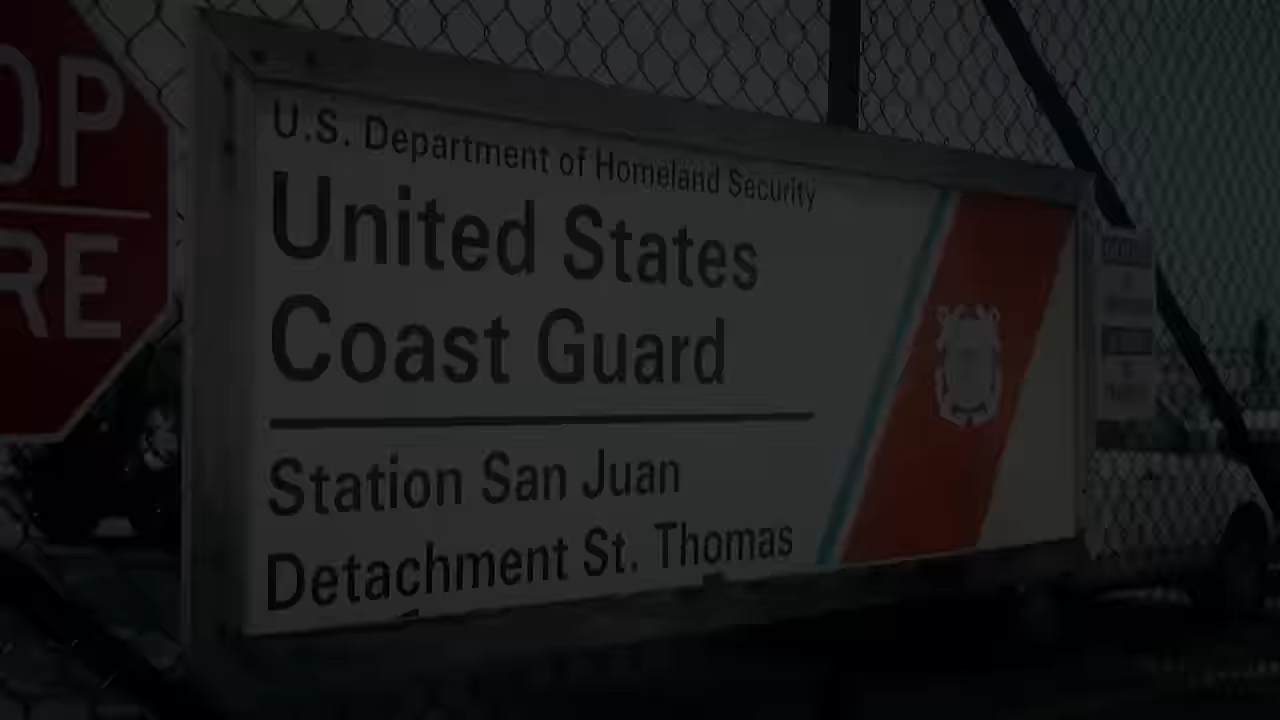 OP
RE
U.S. Department of Homeland Security
United States
Coast Guard
Station San Juan
Detachment St. Thomas